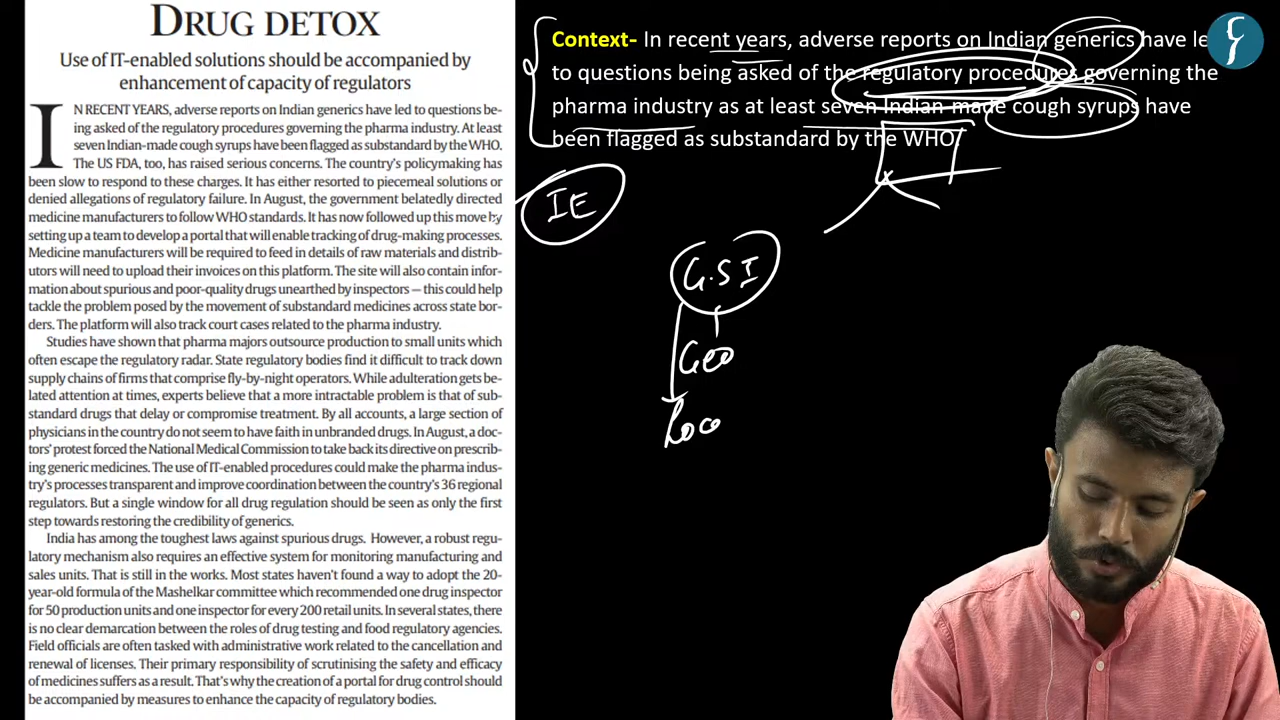 DRUG DETOX
Use of IT-enabled solutions should be accompanied by
enhancement of capacity of regulators
IN RECENT YEARS, adverse reports on Indian generics have led to questions be-
ing asked of the regulatory procedures governing the pharma industry. At least
seven Indian-made cough syrups have been flagged as substandard by the WHO.
The US FDA, too, has raised serious concerns. The country's policymaking has
been slow to respond to these charges. It has either resorted to piecemeal solutions or
denied allegations of regulatory failure. In August, the government belatedly directed
medicine manufacturers to follow WHO standards. It has now followed up this move by
setting up a team to develop a portal that will enable tracking of drug-making processes.
Medicine manufacturers will be required to feed in details of raw materials and distrib-
utors will need to upload their invoices on this platform. The site will also contain infor-
mation about spurious and poor-quality drugs unearthed by inspectors — this could help
tackle the problem posed by the movement of substandard medicines across state bor-
ders. The platform will also track court cases related to the pharma industry.
Studies have shown that pharma majors outsource production to small units which
often escape the regulatory radar. State regulatory bodies find it difficult to track down
supply chains of firms that comprise fly-by-night operators. While adulteration gets be-
lated attention at times, experts believe that a more intractable problem is that of sub-
standard drugs that delay or compromise treatment. By all accounts, a large section of
physicians in the country do not seem to have faith in unbranded drugs. In August, a doc-
tors' protest forced the National Medical Commission to take back its directive on prescrib-
ing generic medicines. The use of IT-enabled procedures could make the pharma indus-
try's processes transparent and improve coordination between the country's 36 regional
regulators. But a single window for all drug regulation should be seen as only the first
step towards restoring the credibility of generics.
India has among the toughest laws against spurious drugs. However, a robust regu-
latory mechanism also requires an effective system for monitoring manufacturing and
sales units. That is still in the works. Most states haven't found a way to adopt the 20-
year-old formula of the Mashelkar committee which recommended one drug inspector
for 50 production units and one inspector for every 200 retail units. In several states, there
is no clear demarcation between the roles of drug testing and food regulatory agencies.
Field officials are often tasked with administrative work related to the cancellation and
renewal of licenses. Their primary responsibility of scrutinising the safety and efficacy
of medicines suffers as a result. That's why the creation of a portal for drug control should
be accompanied by measures to enhance the capacity of regulatory bodies.
Context- In recent years, adverse reports on Indian generics have le
to questions being asked of the regulatory procedures governing the
pharma industry as at least seven Indian-made cough syrups have
been flagged as substandard by the WHO.
IE
G.S I
Geo
Loco